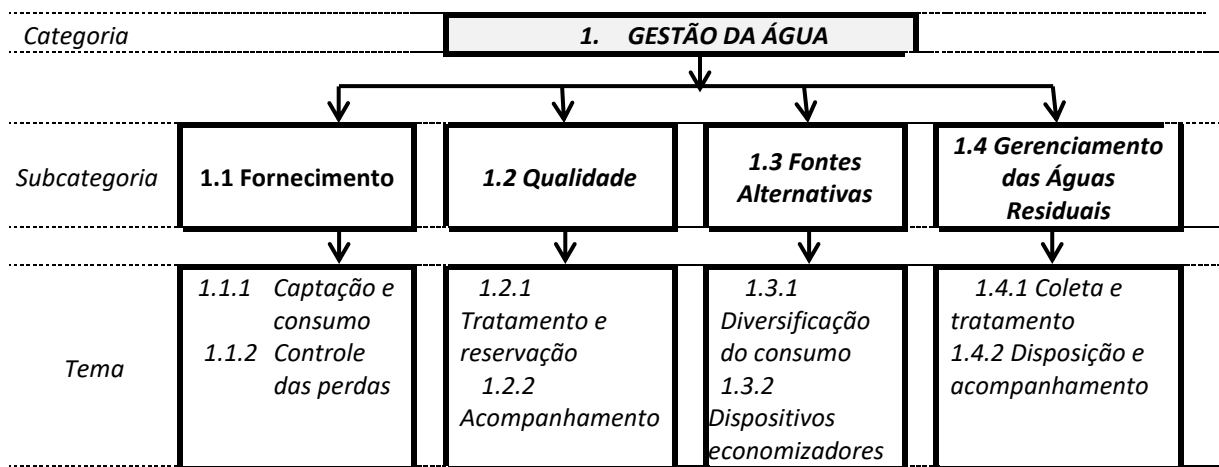 Categoria
1. GESTÃO DA ÁGUA
Subcategoria
1.1 Fornecimento
1.2 Qualidade
1.3 Fontes
Alternativas
1.4 Gerenciamento
das Águas
Residuais
Tema
1.1.1 Captação e
consumo
1.1.2 Controle
das perdas
1.2.1
Tratamento e
reservação
1.2.2
Acompanhamento
1.3.1
Diversificação
do consumo
1.3.2
Dispositivos
economizadores
1.4.1 Coleta e
tratamento
1.4.2 Disposição e
acompanhamento